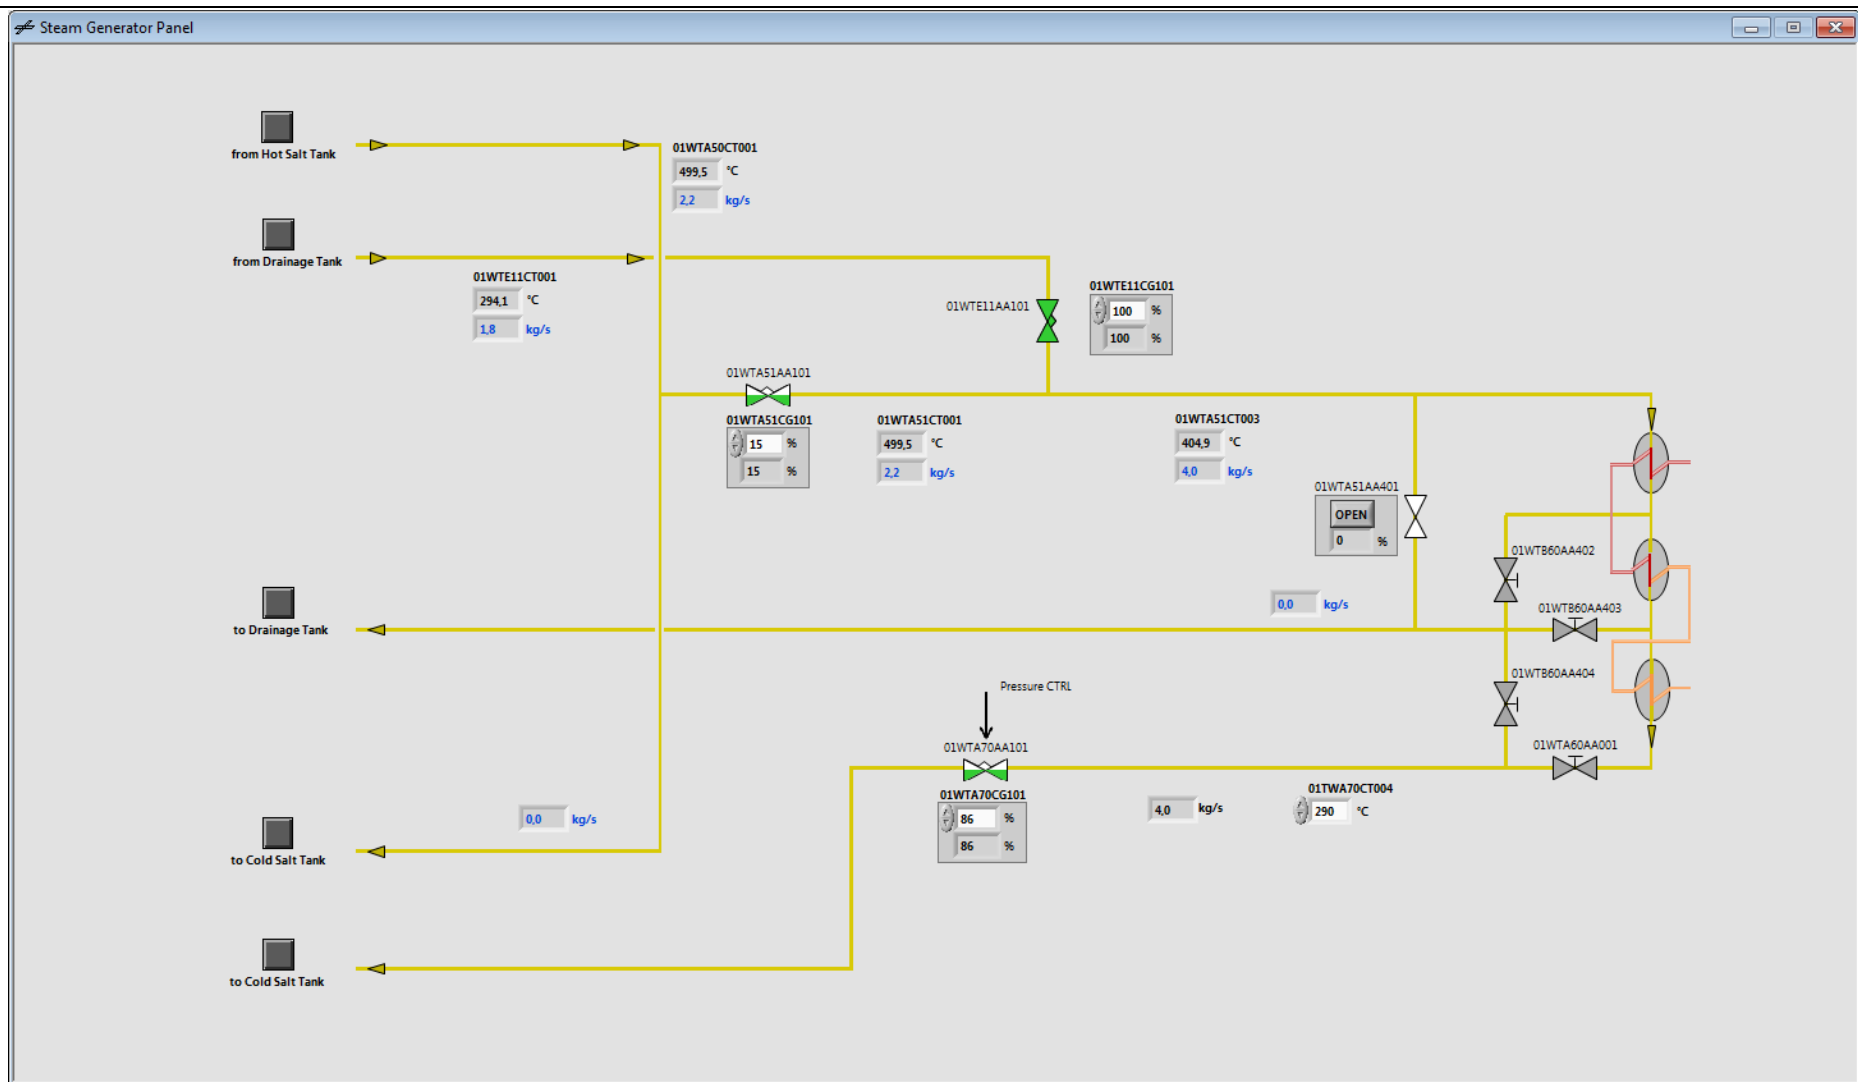 Steam Generator Panel
from Hot Salt Tank
01WTA50CT001
499,5 °C
2,2 kg/s
from Drainage Tank
01WTE11CT001
294,1 °C
1,8 kg/s
01WTE11AA101
01WTE11CG101
100 %
100 %
01WTA51AA101
01WTA51CG101
15 %
15 %
01WTA51CT001
499,5 °C
2,2 kg/s
01WTA51CT003
404,9 °C
4,0 kg/s
01WTA51AA401
OPEN
0 %
01WTB60AA402
0,0 kg/s
01WTB60AA403
to Drainage Tank
01WTB60AA404
Pressure CTRL
01WTA70AA101
01WTA60AA001
01WTA70CG101
86 %
86 %
4,0 kg/s
01TWA70CT004
290 °C
0,0 kg/s
to Cold Salt Tank
to Cold Salt Tank